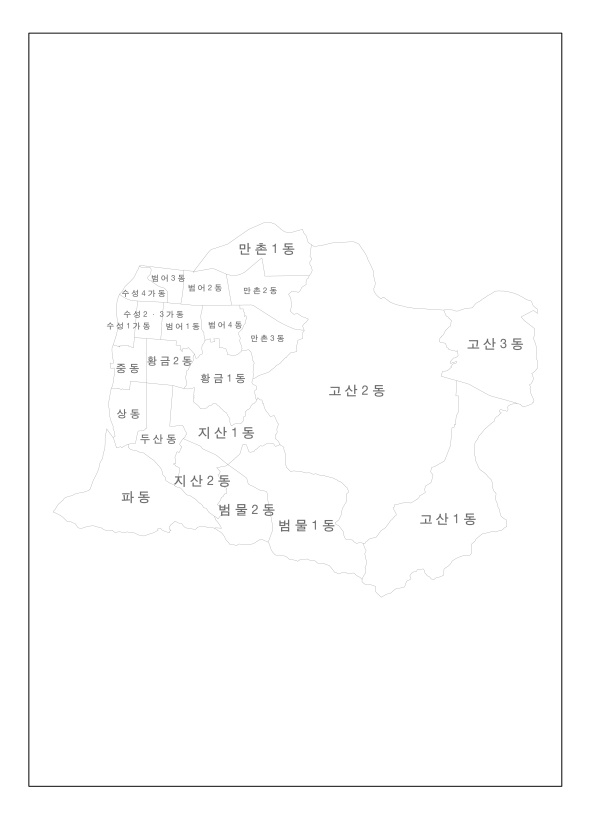 만촌1동
범어3동
범어2동
만촌2동
수성4가동
수성2·3가동
수성1가동
범어1동
범어4동
만촌3동
고산3동
중동
황금2동
황금1동
고산2동
상동
두산동
지산1동
지산2동
파동
범물2동
범물1동
고산1동